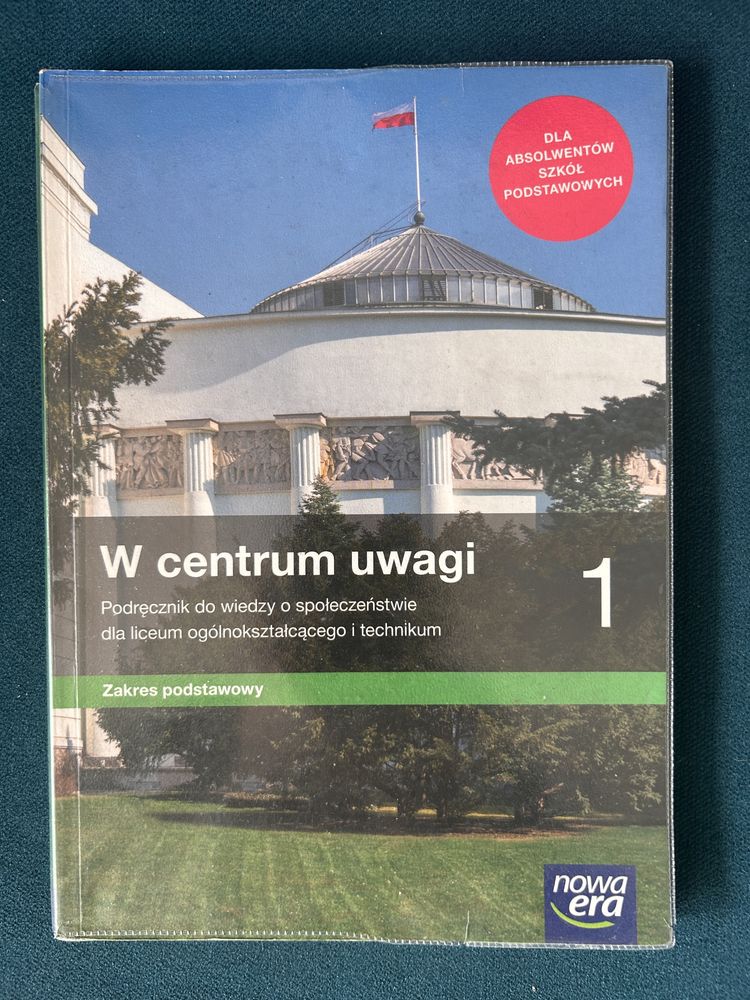 DLA
ABSOLWENTÓW
SZKÓŁ
PODSTAWOWYCH
W centrum uwagi
1
Podręcznik do wiedzy o społeczeństwie
dla liceum ogólnokształcącego i technikum
Zakres podstawowy
nowa
era